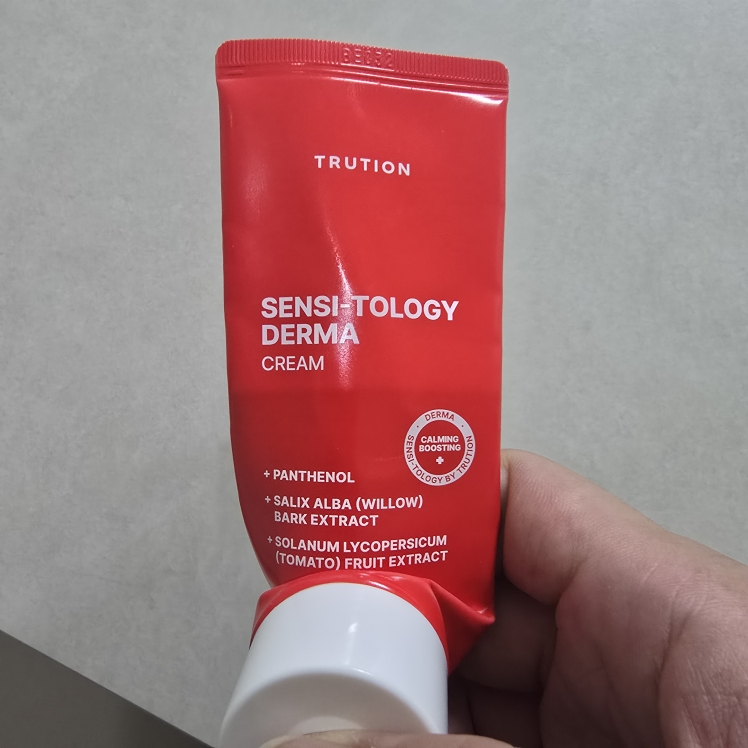 TRUTION
SENSI-TOLOGY
DERMA
CREAM
DERMA
SENSI-TOLOGY BY TRUTION
CALMING
BOOSTING
+ PANTHENOL
+ SALIX ALBA (WILLOW)
BARK EXTRACT
+ SOLANUM LYCOPERSICUM
(TOMATO) FRUIT EXTRACT